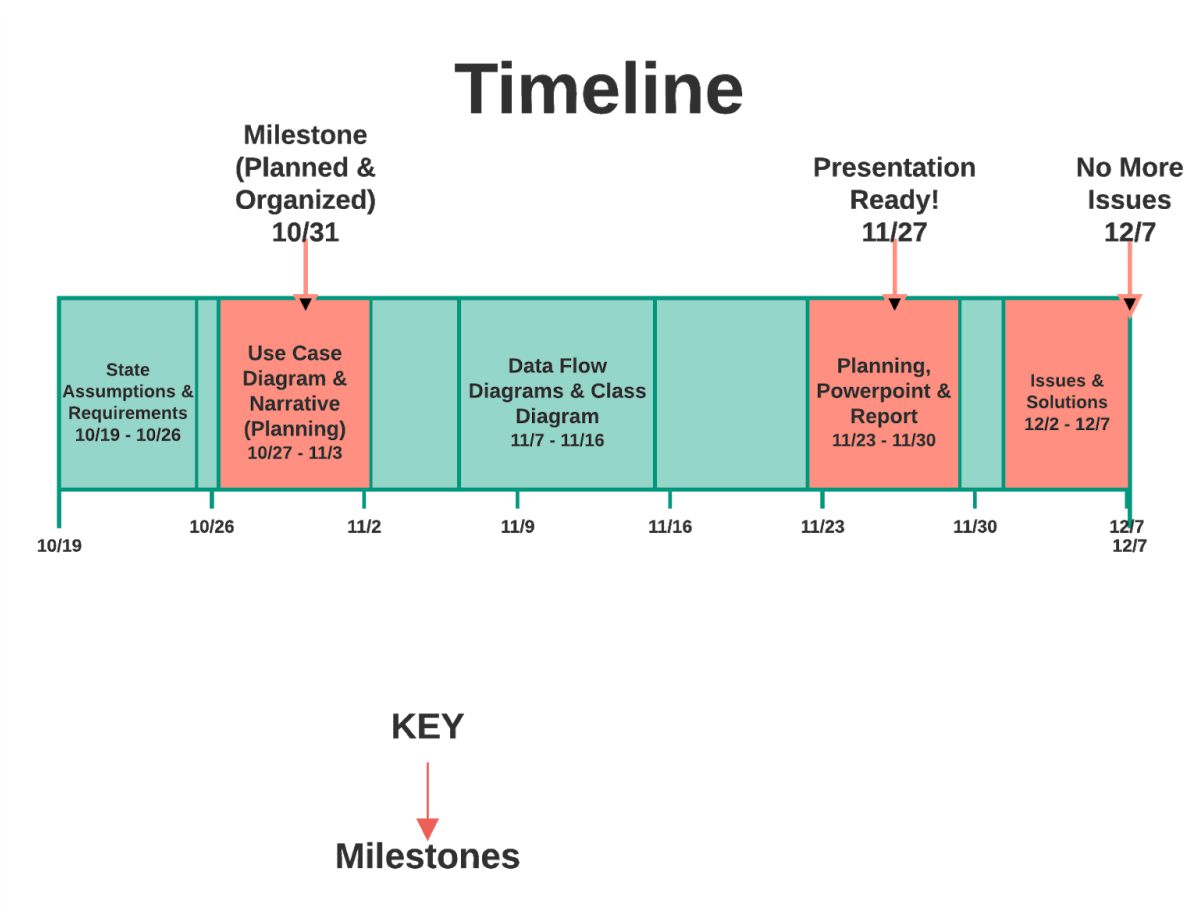 Timeline
Milestone
(Planned &
Organized)
10/31
Presentation
Ready!
11/27
No More
Issues
12/7
State
Assumptions &
Requirements
10/19 - 10/26
Use Case
Diagram &
Narrative
(Planning)
10/27 - 11/3
Data Flow
Diagrams & Class
Diagram
11/7 - 11/16
Planning,
Powerpoint &
Report
11/23 - 11/30
Issues &
Solutions
12/2 - 12/7
10/19
10/26
11/2
11/9
11/16
11/23
11/30
12/7
12/7
KEY
Milestones